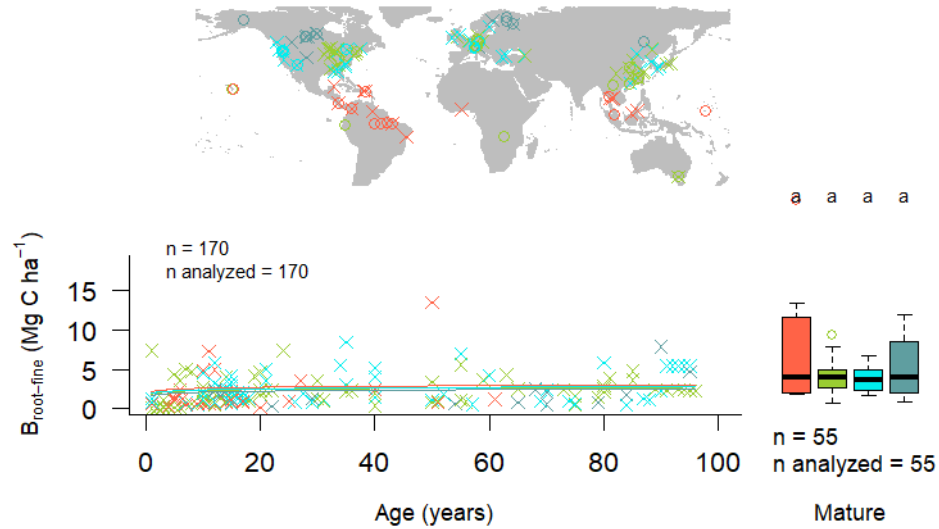 a a a a
n = 170
n analyzed = 170
B_root−fine (Mg C ha^−1)
15
10
5
0
0 20 40 60 80 100
Age (years)
n = 55
n analyzed = 55
Mature